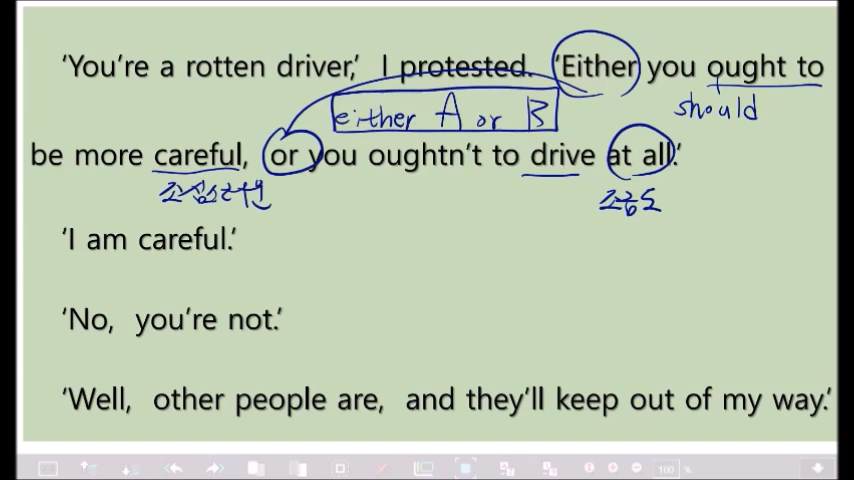 'You're a rotten driver,' I protested. 'Either you ought to
should
either A or B
be more careful, or you oughtn't to drive at all.'
조심스러운 조금도
'I am careful.'
'No, you're not.'
'Well, other people are, and they'll keep out of my way.'
100 %